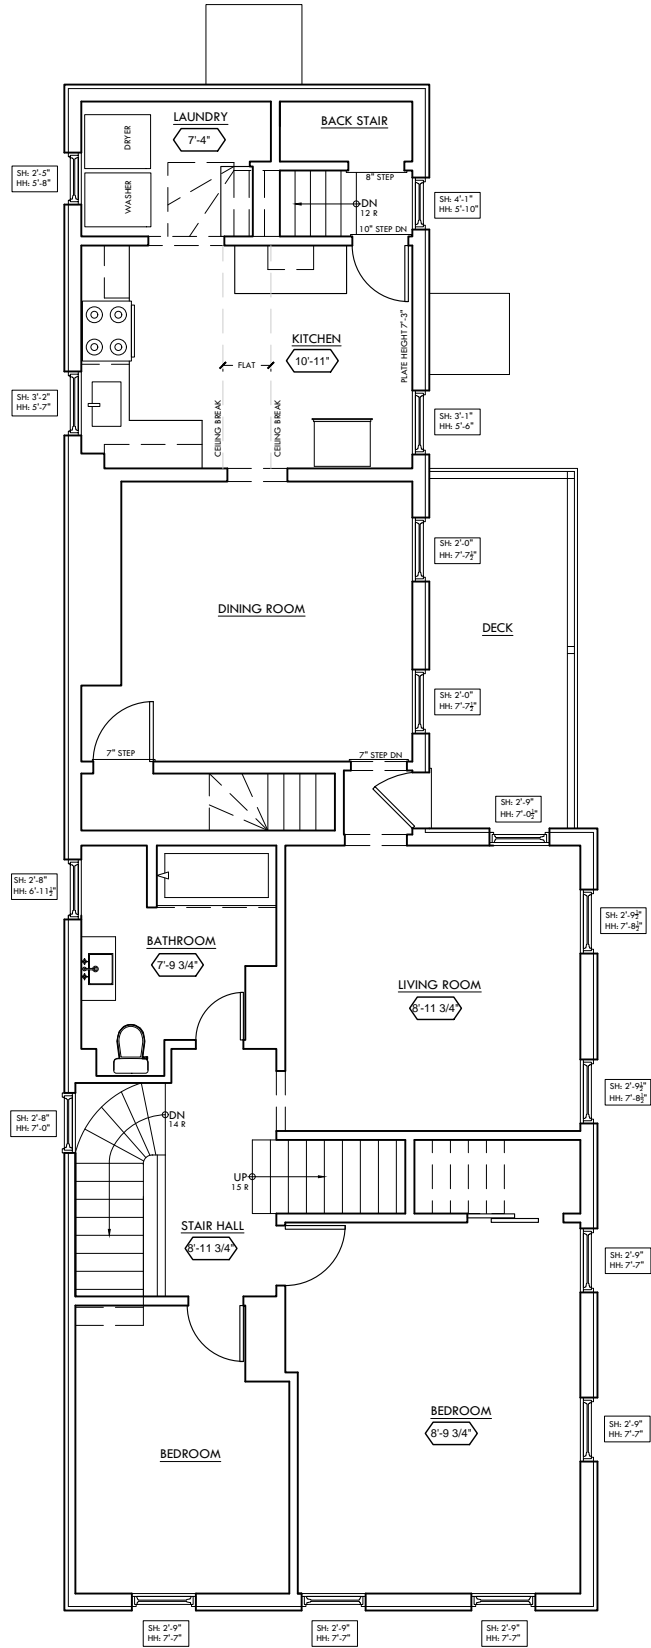 LAUNDRY
7'-4"
BACK STAIR
DRYER
WASHER
SH: 2'-5"
HH: 5'-8"
8" STEP
DN
12 R
10" STEP DN
SH: 4'-1"
HH: 5'-10"
KITCHEN
10'-11"
PLATE HEIGHT 7'-3"
FLAT
CEILING BREAK
CEILING BREAK
SH: 3'-2"
HH: 5'-7"
SH: 3'-1"
HH: 5'-6"
SH: 2'-0"
HH: 7'-7½"
DINING ROOM
DECK
SH: 2'-0"
HH: 7'-7½"
7" STEP
7" STEP DN
SH: 2'-9"
HH: 7'-0½"
SH: 2'-8"
HH: 6'-11½"
SH: 2'-9½"
HH: 7'-8½"
BATHROOM
7'-9 3/4"
LIVING ROOM
8'-11 3/4"
SH: 2'-9½"
HH: 7'-8½"
SH: 2'-8"
HH: 7'-0"
DN
14 R
UP
15 R
STAIR HALL
8'-11 3/4"
SH: 2'-9"
HH: 7'-7"
BEDROOM
8'-9 3/4"
SH: 2'-9"
HH: 7'-7"
BEDROOM
SH: 2'-9"
HH: 7'-7"
SH: 2'-9"
HH: 7'-7"
SH: 2'-9"
HH: 7'-7"